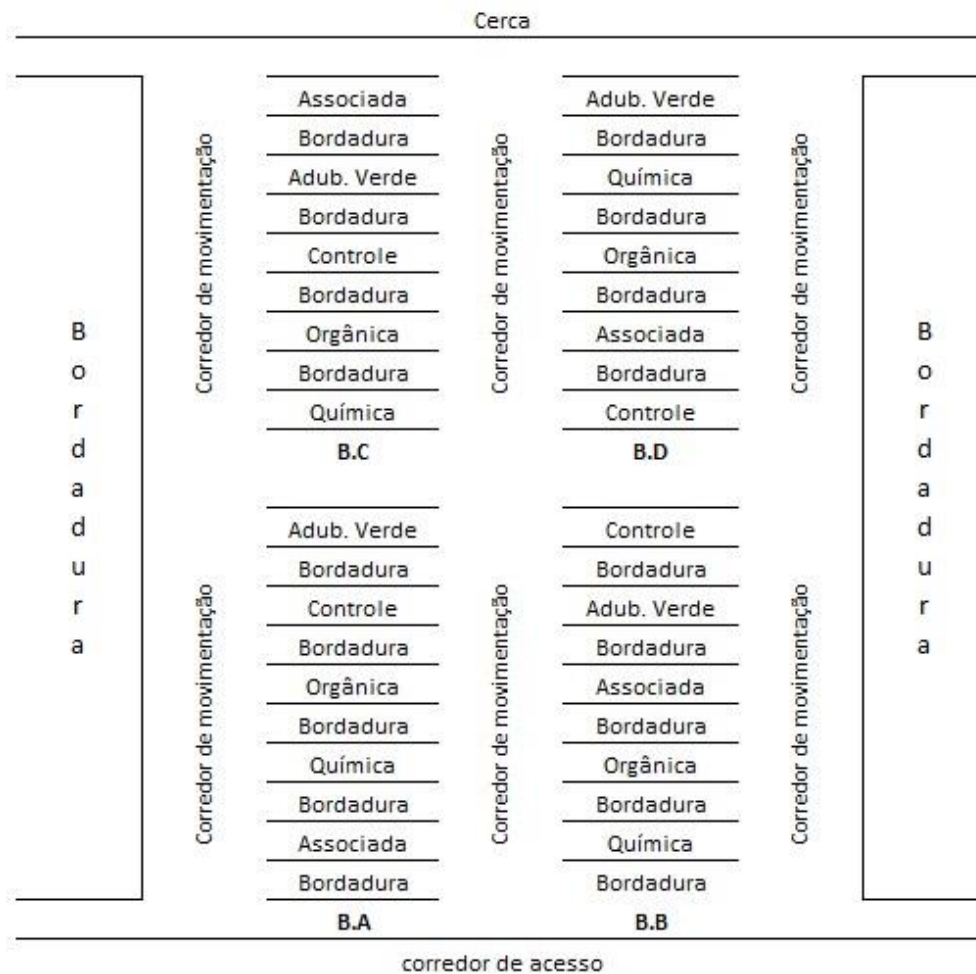 Cerca
Bordadura
Corredor de movimentação
Associada
Bordadura
Adub. Verde
Bordadura
Controle
Bordadura
Orgânica
Bordadura
Química
B.C
Corredor de movimentação
Adub. Verde
Bordadura
Química
Bordadura
Orgânica
Bordadura
Associada
Bordadura
Controle
B.D
Corredor de movimentação
Bordadura
Corredor de movimentação
Adub. Verde
Bordadura
Controle
Bordadura
Orgânica
Bordadura
Química
Bordadura
Associada
Bordadura
B.A
Corredor de movimentação
Controle
Bordadura
Adub. Verde
Bordadura
Associada
Bordadura
Orgânica
Bordadura
Química
Bordadura
B.B
Corredor de movimentação
corredor de acesso